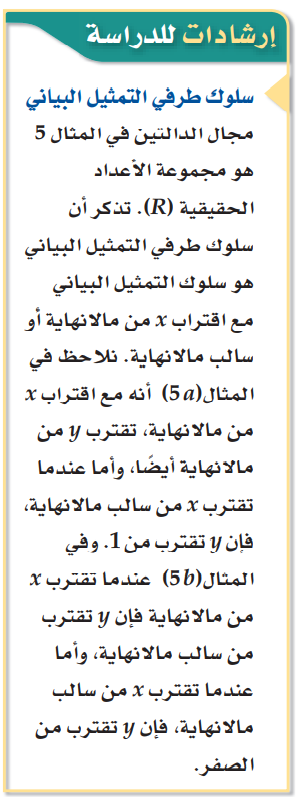 إرشادات للدراسة
سلوك طرفي التمثيل البياني
مجال الدالتين في المثال 5
هو مجموعة الأعداد
الحقيقية (R). تذكر أن
سلوك طرفي التمثيل البياني
هو سلوك التمثيل البياني
مع اقتراب x من مالانهاية أو
سالب مالانهاية. نلاحظ في
المثال(5a) أنه مع اقتراب x
من مالانهاية، تقترب y من
مالانهاية أيضًا، وأما عندما
تقترب x من سالب مالانهاية،
فإن y تقترب من 1. وفي
المثال(5b) عندما تقترب x
من مالانهاية فإن y تقترب
من سالب مالانهاية، وأما
عندما تقترب x من سالب
مالانهاية، فإن y تقترب من
الصفر.